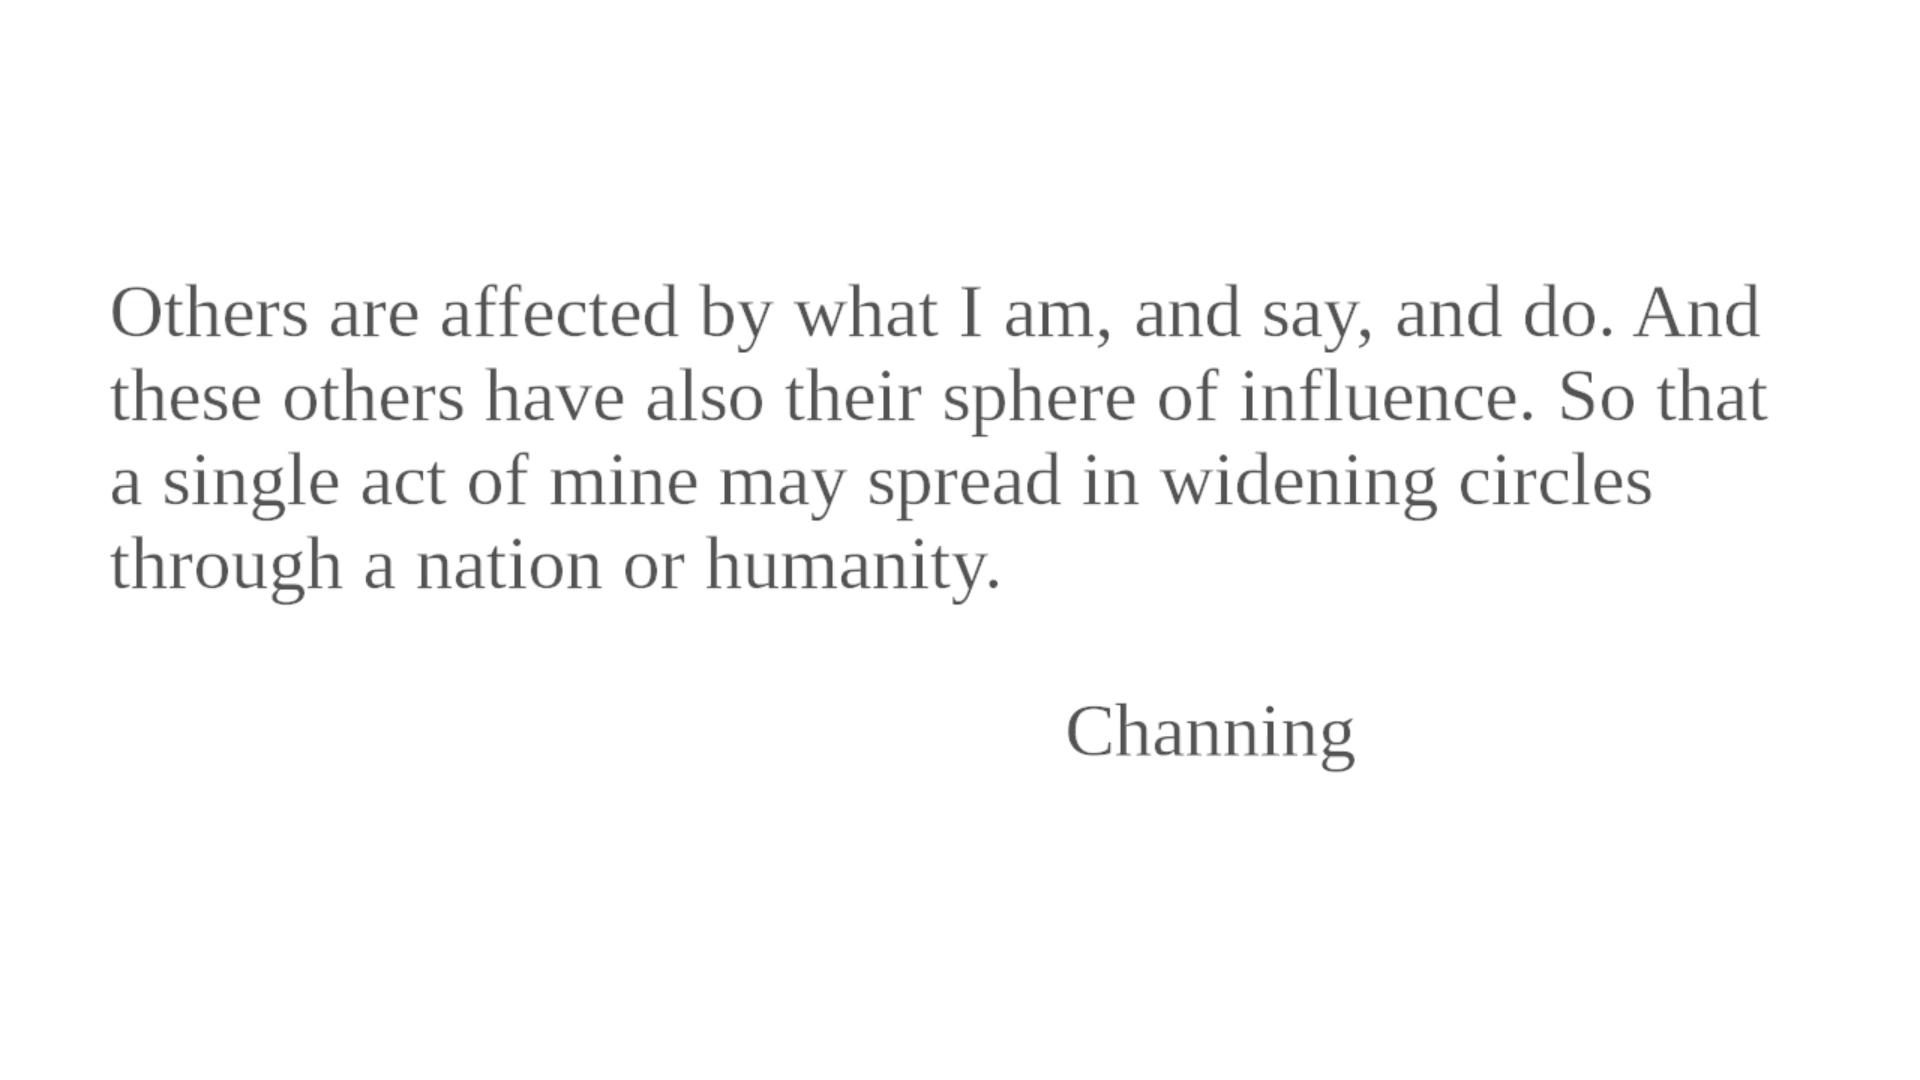 Others are affected by what I am, and say, and do. And
these others have also their sphere of influence. So that
a single act of mine may spread in widening circles
through a nation or humanity.
Channing